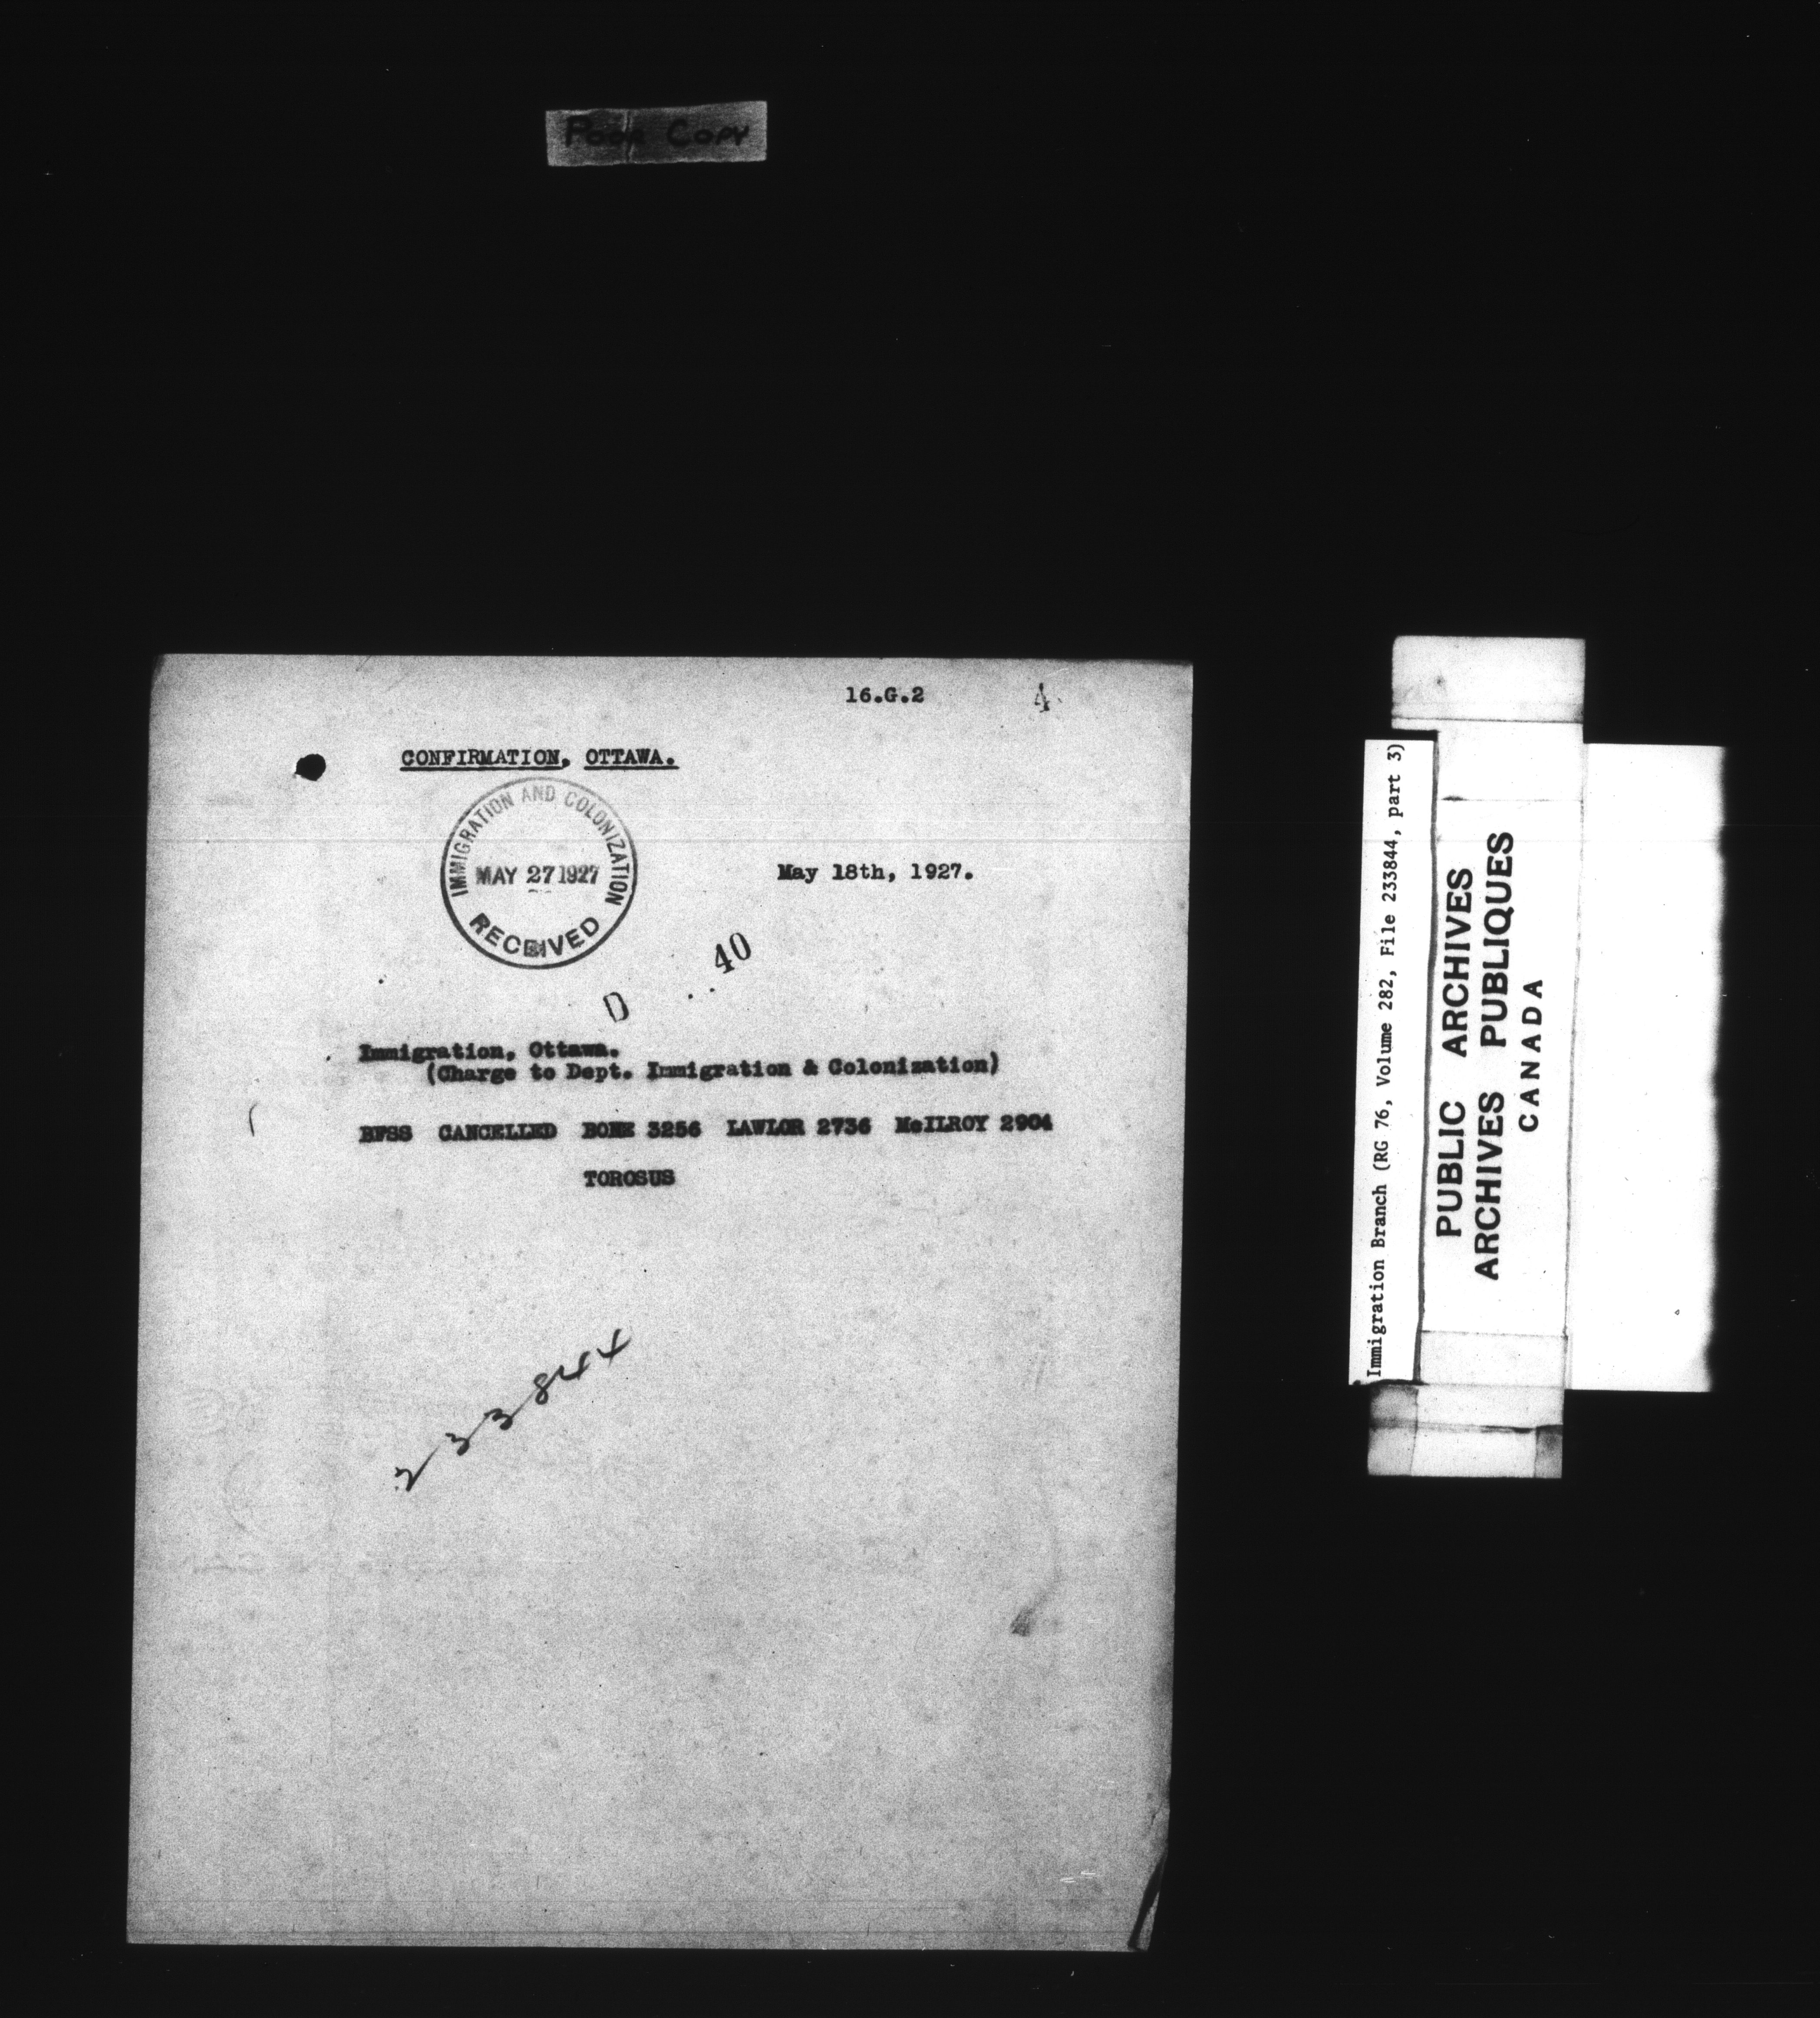 Poor Copy
16.G.2
4
CONFIRMATION, OTTAWA.
IMMIGRATION AND COLONIZATION
MAY 27 1927
RECEIVED
May 18th, 1927.
D 40
Immigration, Ottawa.
(Charge to Dept. Immigration & Colonization)
BFSS CANCELLED BONE 3256 LAWLOR 2736 McILROY 2904
TOROSUS
233844
Immigration Branch (RG 76, Volume 282, File 233844, part 3)
PUBLIC ARCHIVES
ARCHIVES PUBLIQUES
CANADA